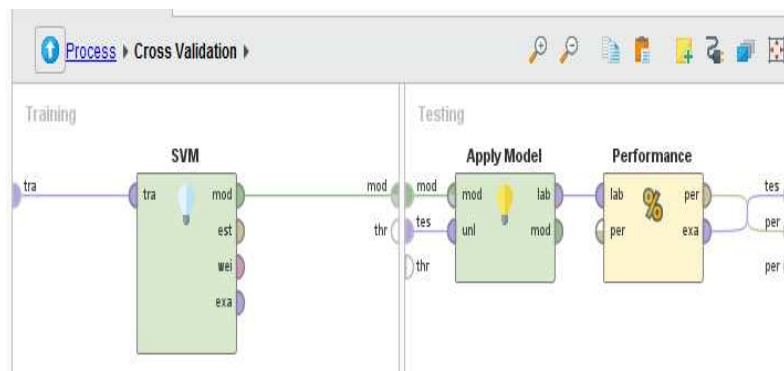 Process Cross Validation
Training
Testing
SVM
Apply Model
Performance
tra
tra
mod
mod
mod
mod
lab
lab
per
tes
est
thr
tes
unl
mod
per
exa
per
wei
thr
per
exa
%